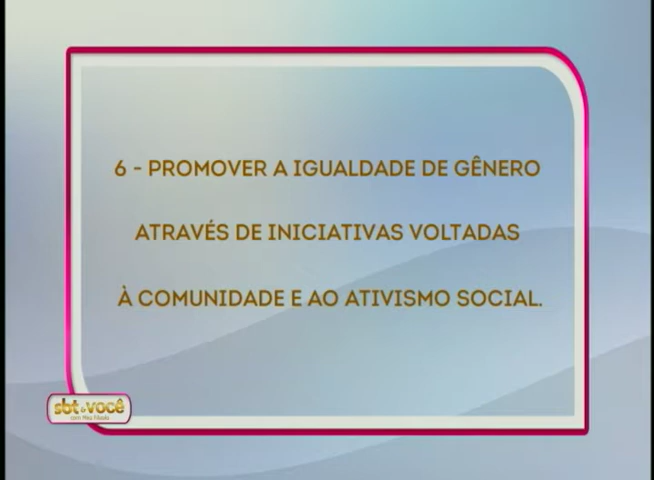 6 - PROMOVER A IGUALDADE DE GÊNERO
ATRAVÉS DE INICIATIVAS VOLTADAS
À COMUNIDADE E AO ATIVISMO SOCIAL.
sbt & você